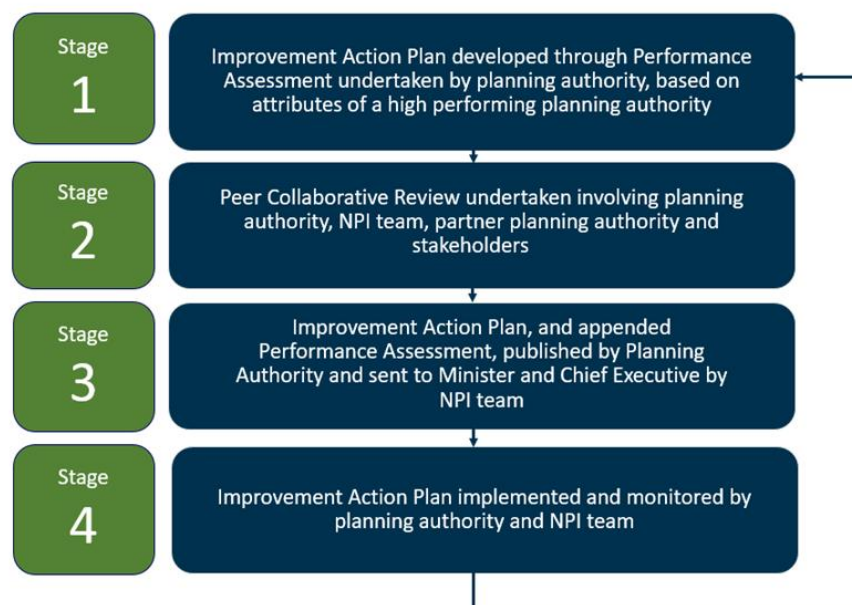 Stage
1
Improvement Action Plan developed through Performance
Assessment undertaken by planning authority, based on
attributes of a high performing planning authority
Stage
2
Peer Collaborative Review undertaken involving planning
authority, NPI team, partner planning authority and
stakeholders
Stage
3
Improvement Action Plan, and appended
Performance Assessment, published by Planning
Authority and sent to Minister and Chief Executive by
NPI team
Stage
4
Improvement Action Plan implemented and monitored by
planning authority and NPI team